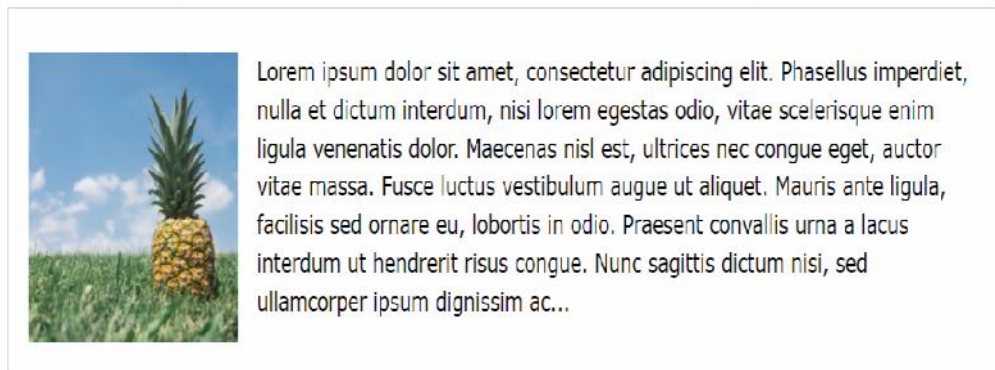 Lorem ipsum dolor sit amet, consectetur adipiscing elit. Phasellus imperdiet,
nulla et dictum interdum, nisi lorem egestas odio, vitae scelerisque enim
ligula venenatis dolor. Maecenas nisl est, ultrices nec congue eget, auctor
vitae massa. Fusce luctus vestibulum augue ut aliquet. Mauris ante ligula,
facilisis sed ornare eu, lobortis in odio. Praesent convallis urna a lacus
interdum ut hendrerit risus congue. Nunc sagittis dictum nisi, sed
ullamcorper ipsum dignissim ac...